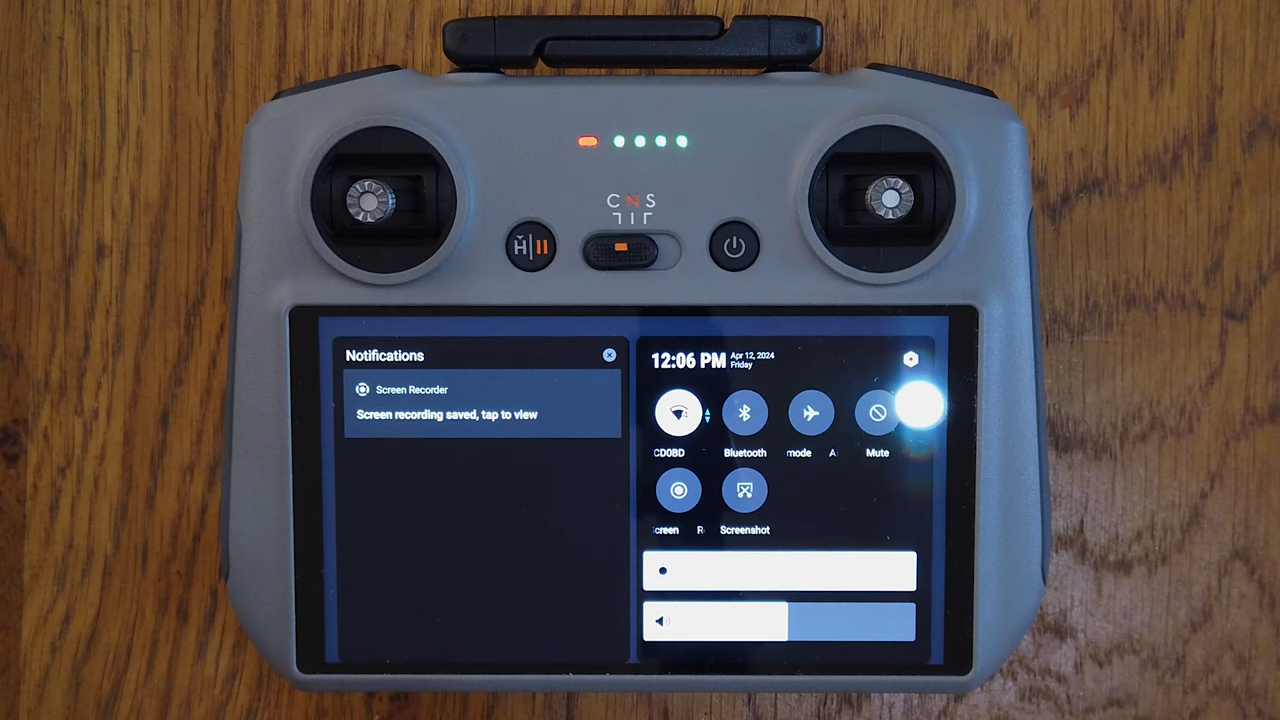 C N S
H
Notifications
Screen Recorder
Screen recording saved, tap to view
12:06 PM
Apr 12, 2024
Friday
CD0BD
Bluetooth
mode A
Mute
creen R
Screenshot